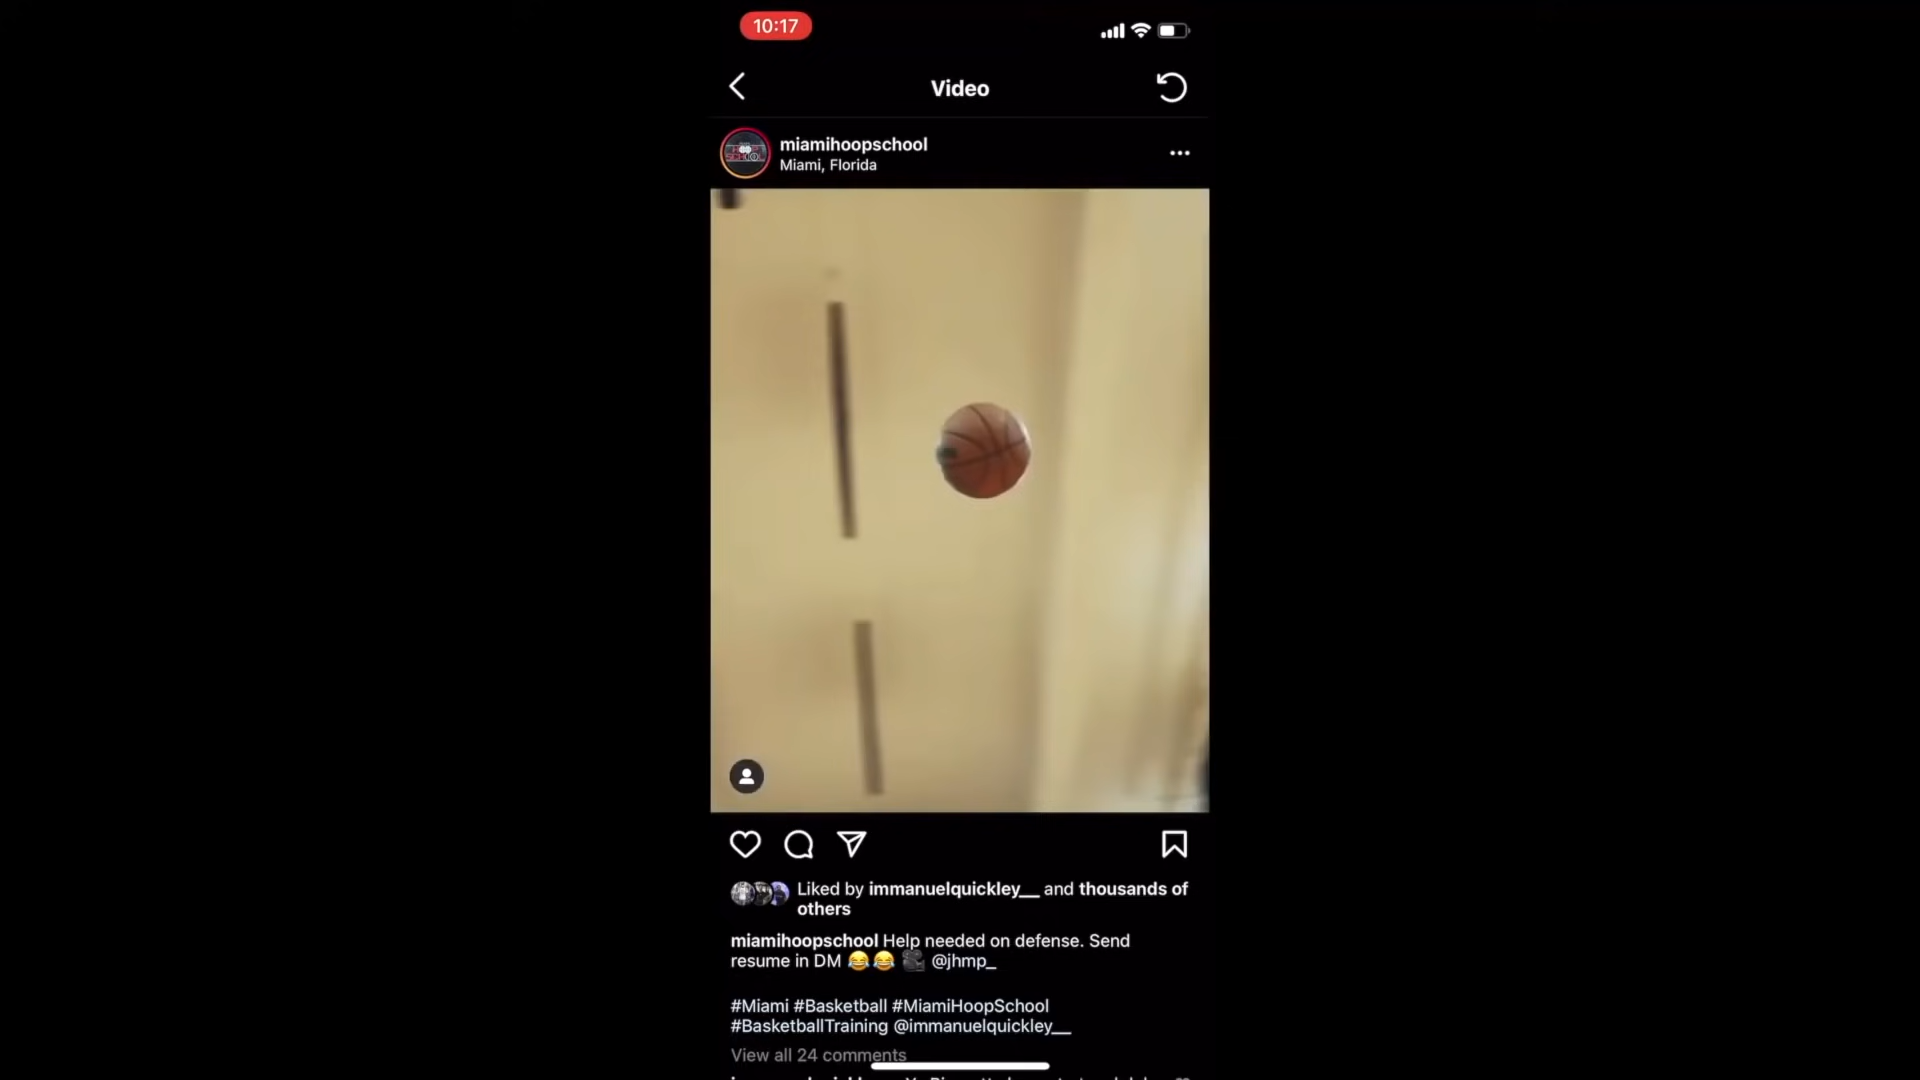 10:17
Video
miamihoopschool
Miami, Florida
Liked by immanuelquickley__ and thousands of
others
miamihoopschool Help needed on defense. Send
resume in DM 😂😂 🎥 @jhmp_
#Miami #Basketball #MiamiHoopSchool
#BasketballTraining @immanuelquickley__
View all 24 comments